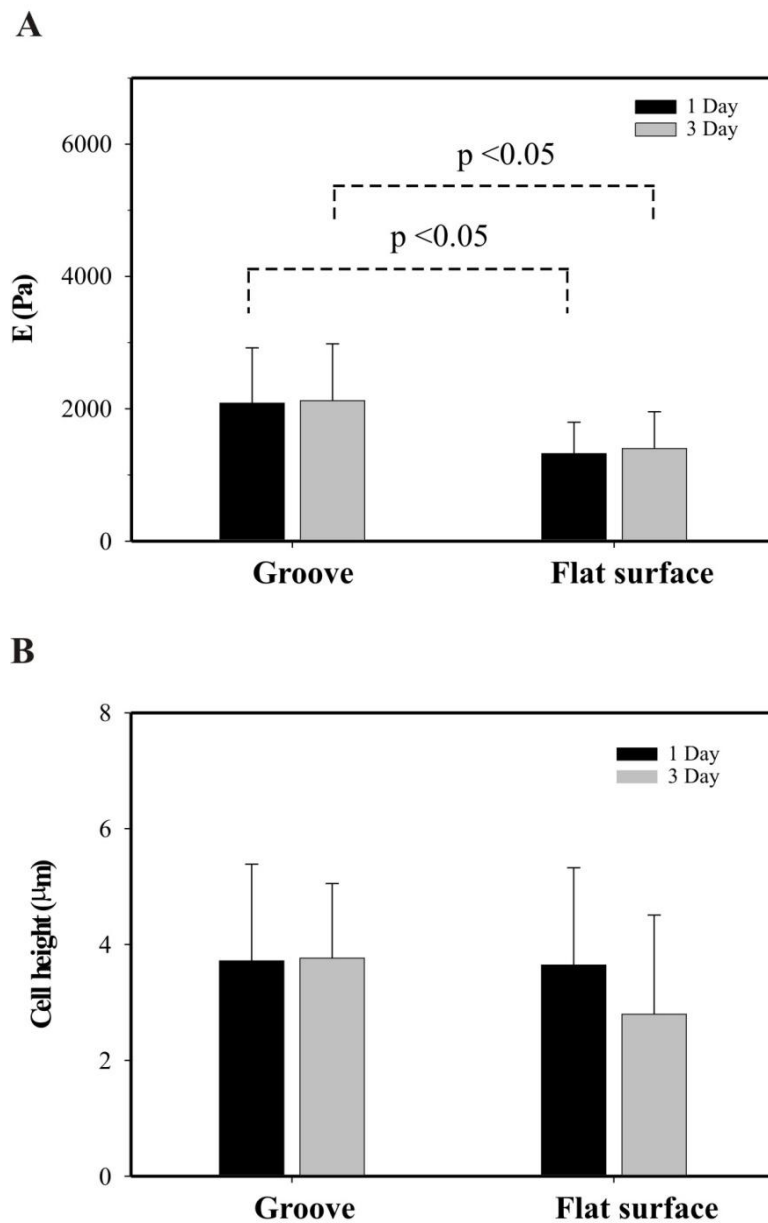 A
1 Day
3 Day
6000
p <0.05
p <0.05
4000
E (Pa)
2000
0
Groove Flat surface
B
8
1 Day
3 Day
6
Cell height (μm)
4
2
0
Groove Flat surface